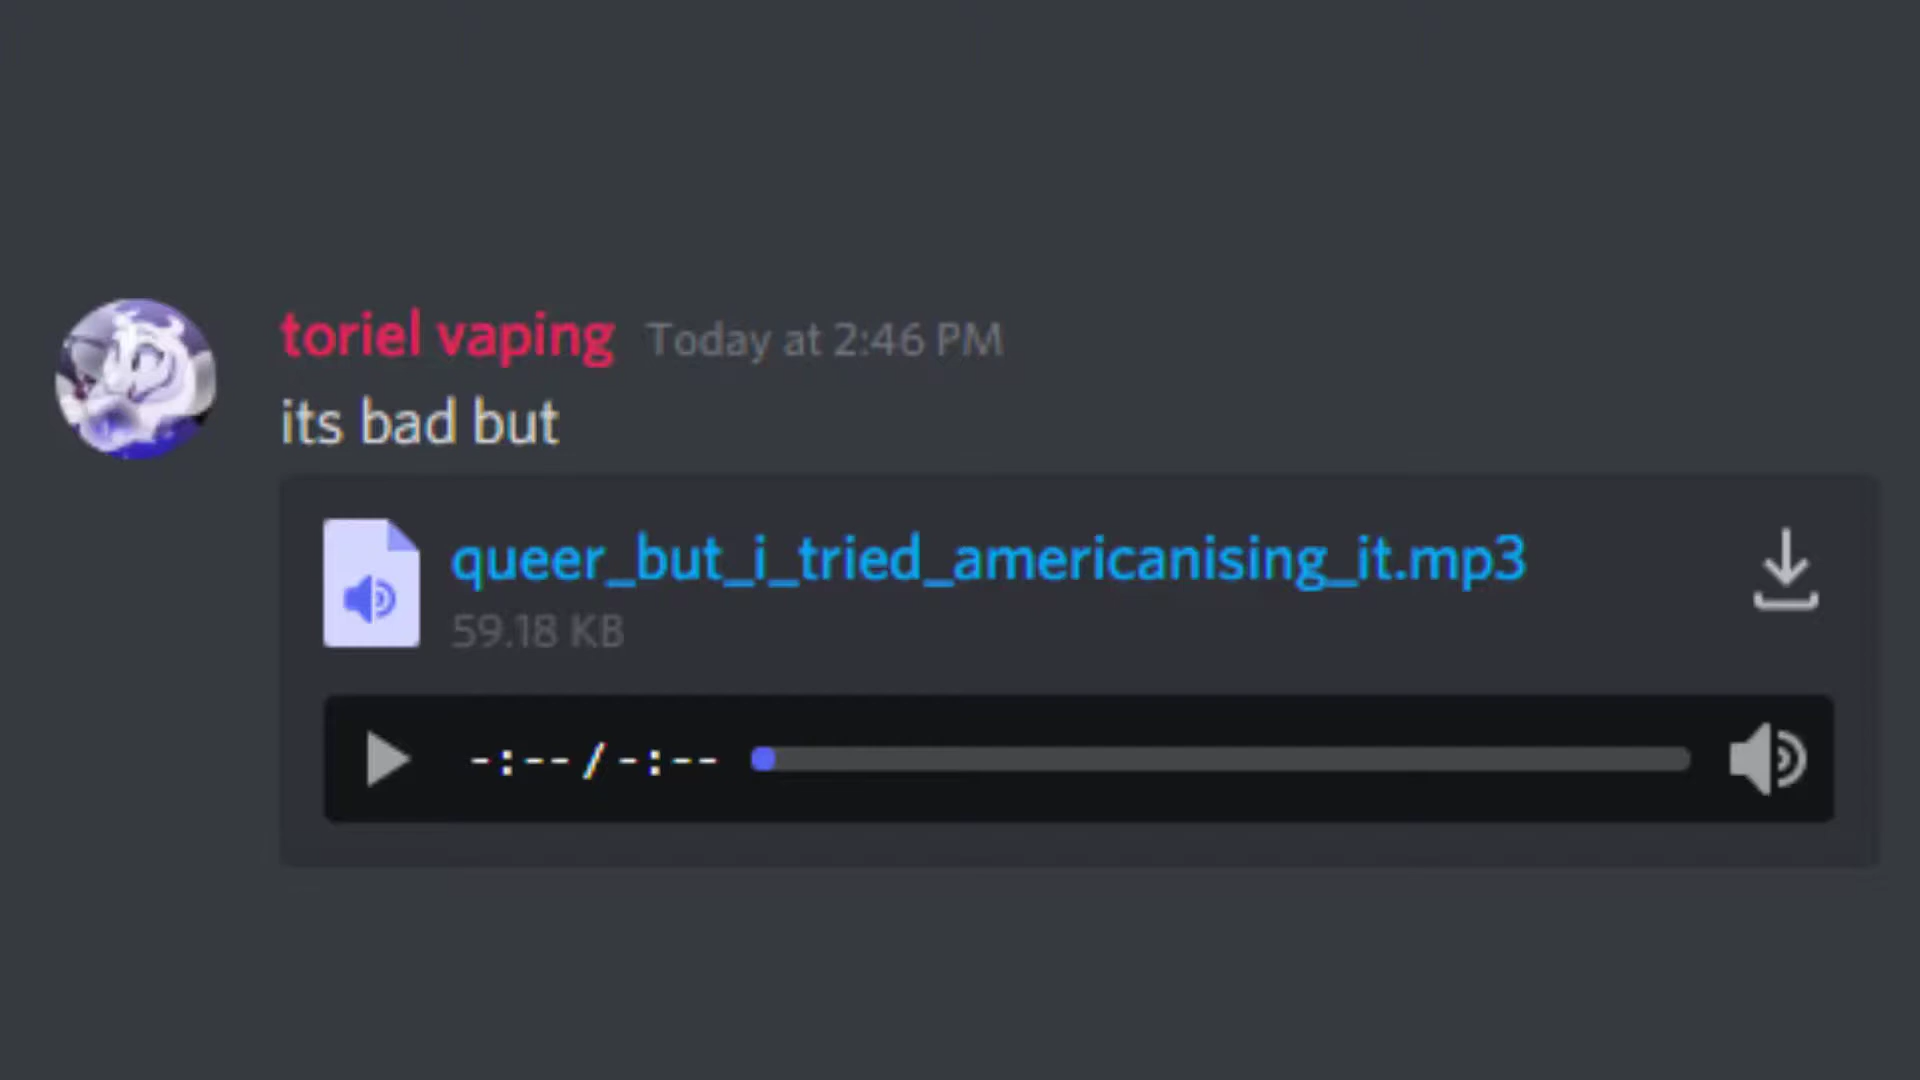 toriel vaping Today at 2:46 PM
its bad but
queer_but_i_tried_americanising_it.mp3
59.18 KB
-:-- / -:--